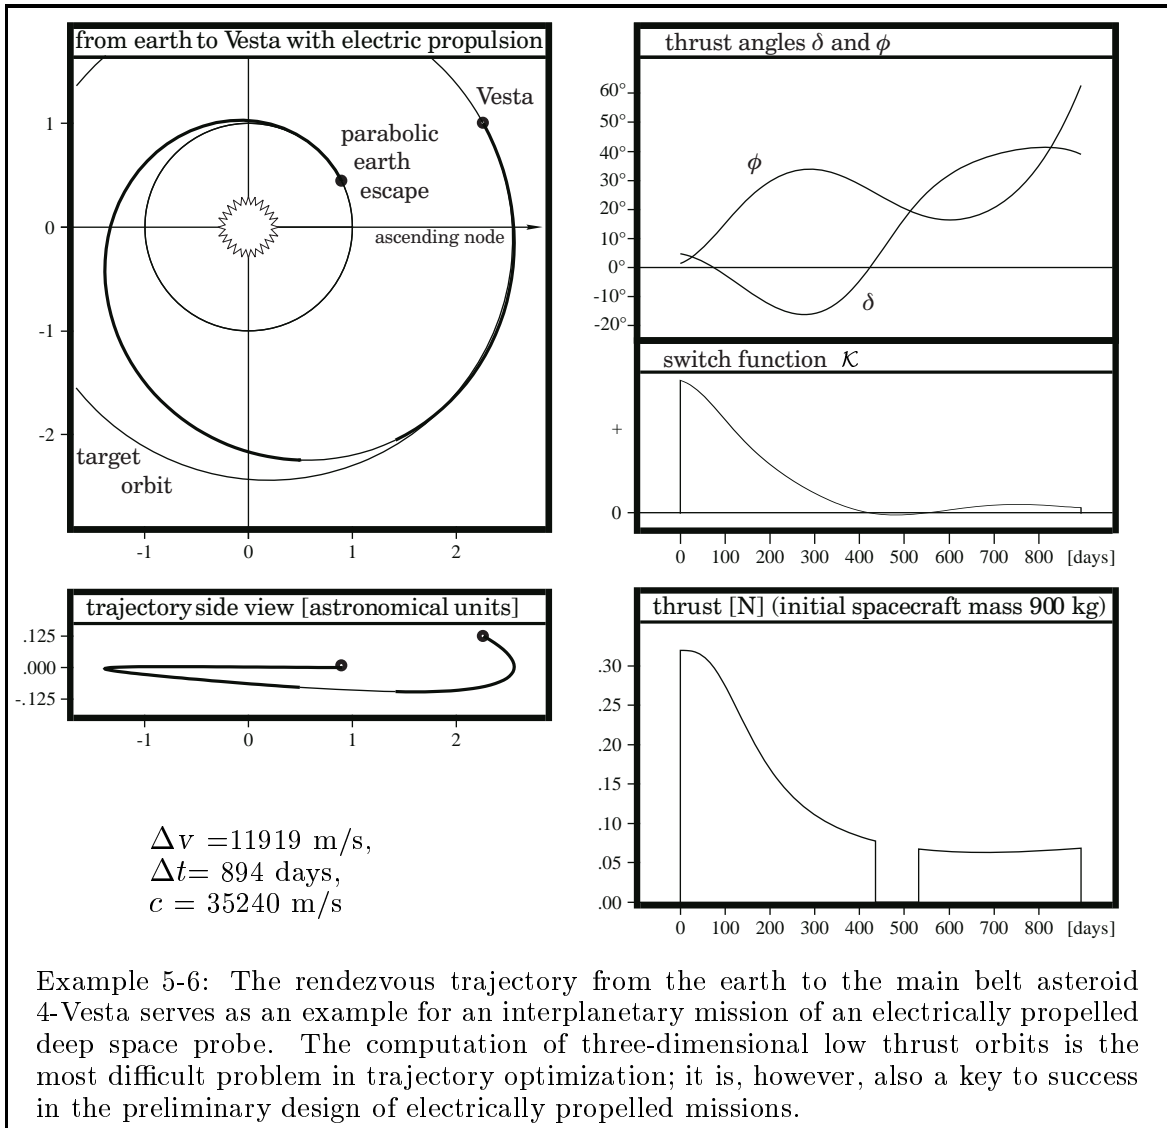 from earth to Vesta with electric propulsion
Vesta
parabolic
earth
escape
ascending node
target
orbit
1
0
-1
-2
-1 0 1 2
trajectory side view [astronomical units]
.125
.000
-.125
-1 0 1 2
Δv =11919 m/s,
Δt= 894 days,
c = 35240 m/s
thrust angles δ and ϕ
60°
50°
40°
30°
20°
10°
0°
-10°
-20°
ϕ
δ
switch function K
+
0
0 100 200 300 400 500 600 700 800 [days]
thrust [N] (initial spacecraft mass 900 kg)
.30
.25
.20
.15
.10
.05
.00
0 100 200 300 400 500 600 700 800 [days]
Example 5-6: The rendezvous trajectory from the earth to the main belt asteroid
4-Vesta serves as an example for an interplanetary mission of an electrically propelled
deep space probe. The computation of three-dimensional low thrust orbits is the
most difficult problem in trajectory optimization; it is, however, also a key to success
in the preliminary design of electrically propelled missions.